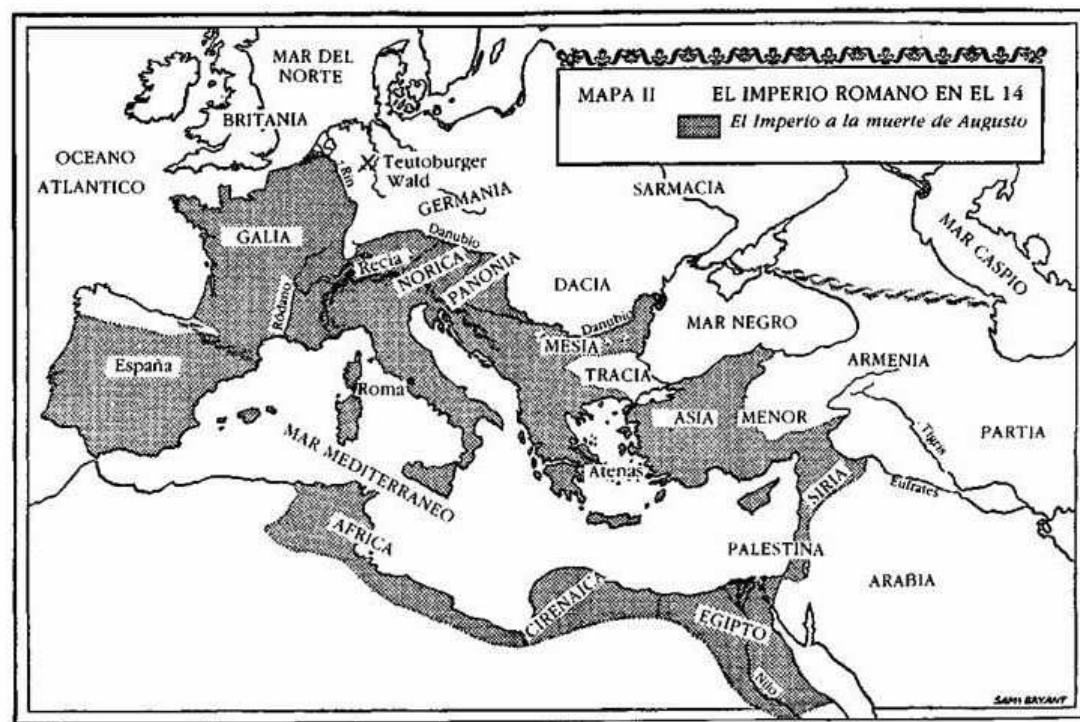 MAR DEL
NORTE
MAPA II EL IMPERIO ROMANO EN EL 14
El Imperio a la muerte de Augusto
BRITANIA
OCEANO
ATLANTICO
Teutoburger
Wald
Rin
GERMANIA
SARMACIA
MAR CASPIO
GALIA
Danubio
Recia
NORICA
PANONIA
DACIA
Ródano
Danubio
MAR NEGRO
MESIA
ARMENIA
España
TRACIA
Roma
ASIA MENOR
PARTIA
Tigris
MAR MEDITERRANEO
Atenas
SIRIA
Eufrates
AFRICA
PALESTINA
ARABIA
CIRENAICA
EGIPTO
Nilo
SAM BRYANT